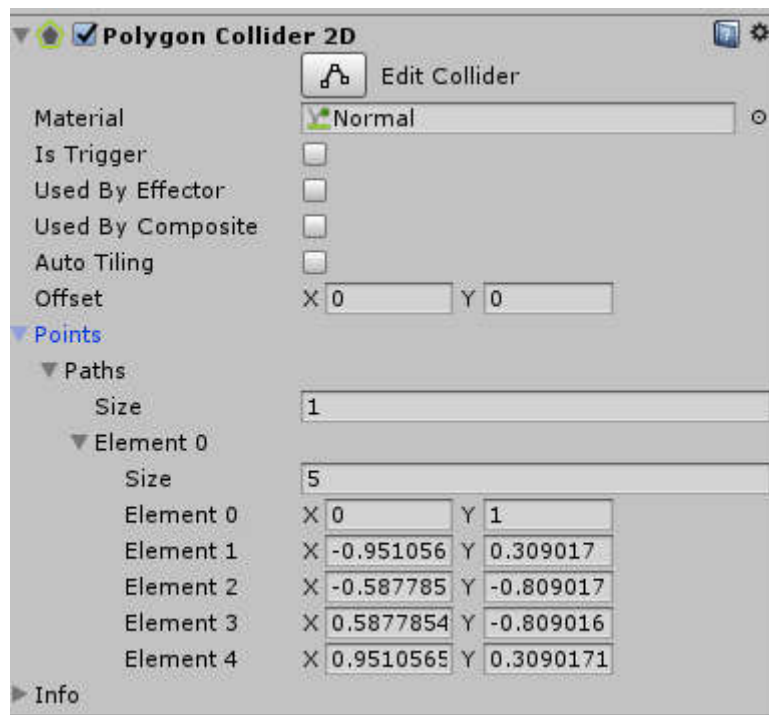 Polygon Collider 2D
Edit Collider
Material Normal
Is Trigger
Used By Effector
Used By Composite
Auto Tiling
Offset X 0 Y 0
Points
Paths
Size 1
Element 0
Size 5
Element 0 X 0 Y 1
Element 1 X -0.951056 Y 0.309017
Element 2 X -0.587785 Y -0.809017
Element 3 X 0.5877854 Y -0.809016
Element 4 X 0.9510565 Y 0.3090171
Info